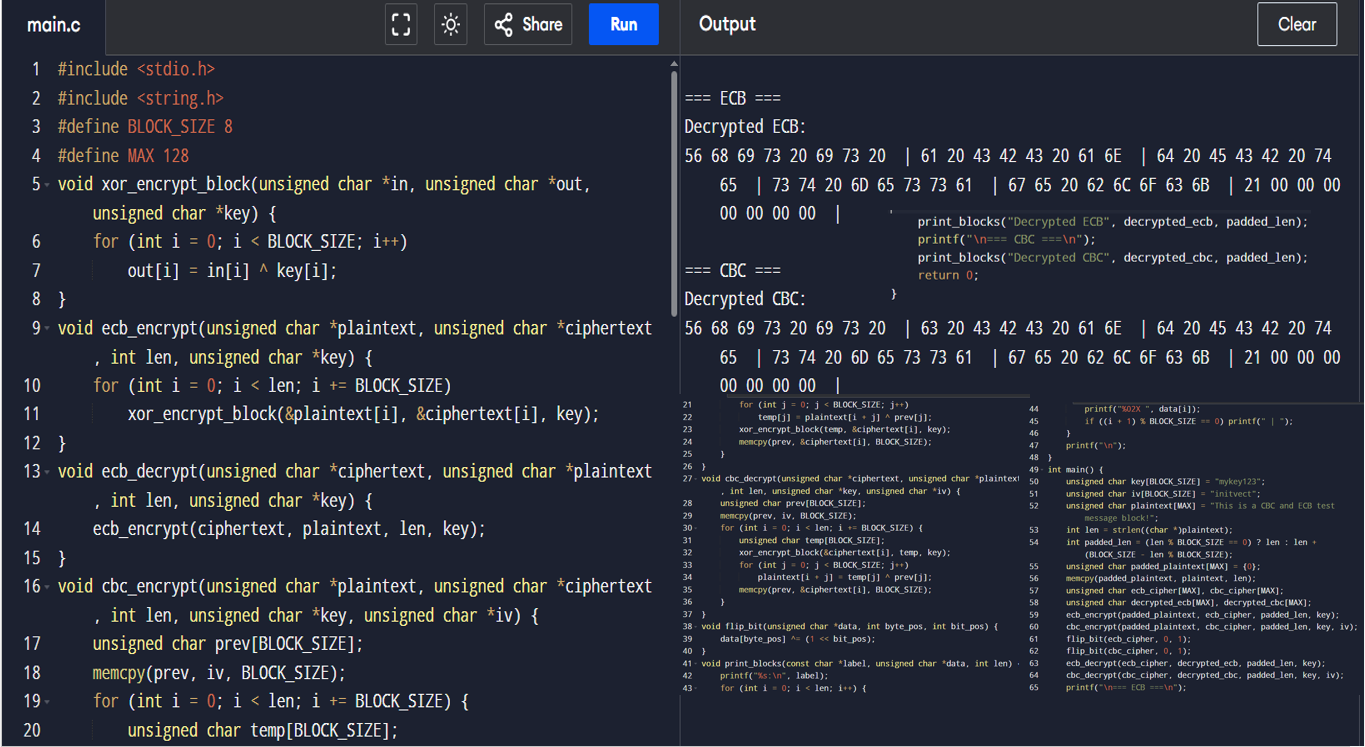 main.c
Share
Run
Output
Clear
1 #include <stdio.h>
2 #include <string.h>
3 #define BLOCK_SIZE 8
4 #define MAX 128
5 void xor_encrypt_block(unsigned char *in, unsigned char *out,
unsigned char *key) {
6 for (int i = 0; i < BLOCK_SIZE; i++)
7 out[i] = in[i] ^ key[i];
8 }
9 void ecb_encrypt(unsigned char *plaintext, unsigned char *ciphertext
, int len, unsigned char *key) {
10 for (int i = 0; i < len; i += BLOCK_SIZE)
11 xor_encrypt_block(&plaintext[i], &ciphertext[i], key);
12 }
13 void ecb_decrypt(unsigned char *ciphertext, unsigned char *plaintext
, int len, unsigned char *key) {
14 ecb_encrypt(ciphertext, plaintext, len, key);
15 }
16 void cbc_encrypt(unsigned char *plaintext, unsigned char *ciphertext
, int len, unsigned char *key, unsigned char *iv) {
17 unsigned char prev[BLOCK_SIZE];
18 memcpy(prev, iv, BLOCK_SIZE);
19 for (int i = 0; i < len; i += BLOCK_SIZE) {
20 unsigned char temp[BLOCK_SIZE];
=== ECB ===
Decrypted ECB:
56 68 69 73 20 69 73 20 | 61 20 43 42 43 20 61 6E | 64 20 45 43 42 20 74
65 | 73 74 20 6D 65 73 73 61 | 67 65 20 62 6C 6F 63 6B | 21 00 00 00
00 00 00 00 |
=== CBC ===
Decrypted CBC:
56 68 69 73 20 69 73 20 | 63 20 43 42 43 20 61 6E | 64 20 45 43 42 20 74
65 | 73 74 20 6D 65 73 73 61 | 67 65 20 62 6C 6F 63 6B | 21 00 00 00
00 00 00 00 |
print_blocks("Decrypted ECB", decrypted_ecb, padded_len);
printf("\n=== CBC ===\n");
print_blocks("Decrypted CBC", decrypted_cbc, padded_len);
return 0;
}
21 for (int j = 0; j < BLOCK_SIZE; j++)
22 temp[j] = plaintext[i + j] ^ prev[j];
23 xor_encrypt_block(temp, &ciphertext[i], key);
24 memcpy(prev, &ciphertext[i], BLOCK_SIZE);
25 }
26 }
27 void cbc_decrypt(unsigned char *ciphertext, unsigned char *plaintext
, int len, unsigned char *key, unsigned char *iv) {
28 unsigned char prev[BLOCK_SIZE];
29 memcpy(prev, iv, BLOCK_SIZE);
30 for (int i = 0; i < len; i += BLOCK_SIZE) {
31 unsigned char temp[BLOCK_SIZE];
32 xor_encrypt_block(&ciphertext[i], temp, key);
33 for (int j = 0; j < BLOCK_SIZE; j++)
34 plaintext[i + j] = temp[j] ^ prev[j];
35 memcpy(prev, &ciphertext[i], BLOCK_SIZE);
36 }
37 }
38 void flip_bit(unsigned char *data, int byte_pos, int bit_pos) {
39 data[byte_pos] ^= (1 << bit_pos);
40 }
41 void print_blocks(const char *label, unsigned char *data, int len)
42 printf("%s:\n", label);
43 for (int i = 0; i < len; i++) {
44 printf("%02X ", data[i]);
45 if ((i + 1) % BLOCK_SIZE == 0) printf(" | ");
46 }
47 printf("\n");
48 }
49 int main() {
50 unsigned char key[BLOCK_SIZE] = "mykey123";
51 unsigned char iv[BLOCK_SIZE] = "initvect";
52 unsigned char plaintext[MAX] = "This is a CBC and ECB test
message block!";
53 int len = strlen((char *)plaintext);
54 int padded_len = (len % BLOCK_SIZE == 0) ? len : len +
(BLOCK_SIZE - len % BLOCK_SIZE);
55 unsigned char padded_plaintext[MAX] = {0};
56 memcpy(padded_plaintext, plaintext, len);
57 unsigned char ecb_cipher[MAX], cbc_cipher[MAX];
58 unsigned char decrypted_ecb[MAX], decrypted_cbc[MAX];
59 ecb_encrypt(padded_plaintext, ecb_cipher, padded_len, key);
60 cbc_encrypt(padded_plaintext, cbc_cipher, padded_len, key, iv);
61 flip_bit(ecb_cipher, 0, 1);
62 flip_bit(cbc_cipher, 0, 1);
63 ecb_decrypt(ecb_cipher, decrypted_ecb, padded_len, key);
64 cbc_decrypt(cbc_cipher, decrypted_cbc, padded_len, key, iv);
65 printf("\n=== ECB ===\n");